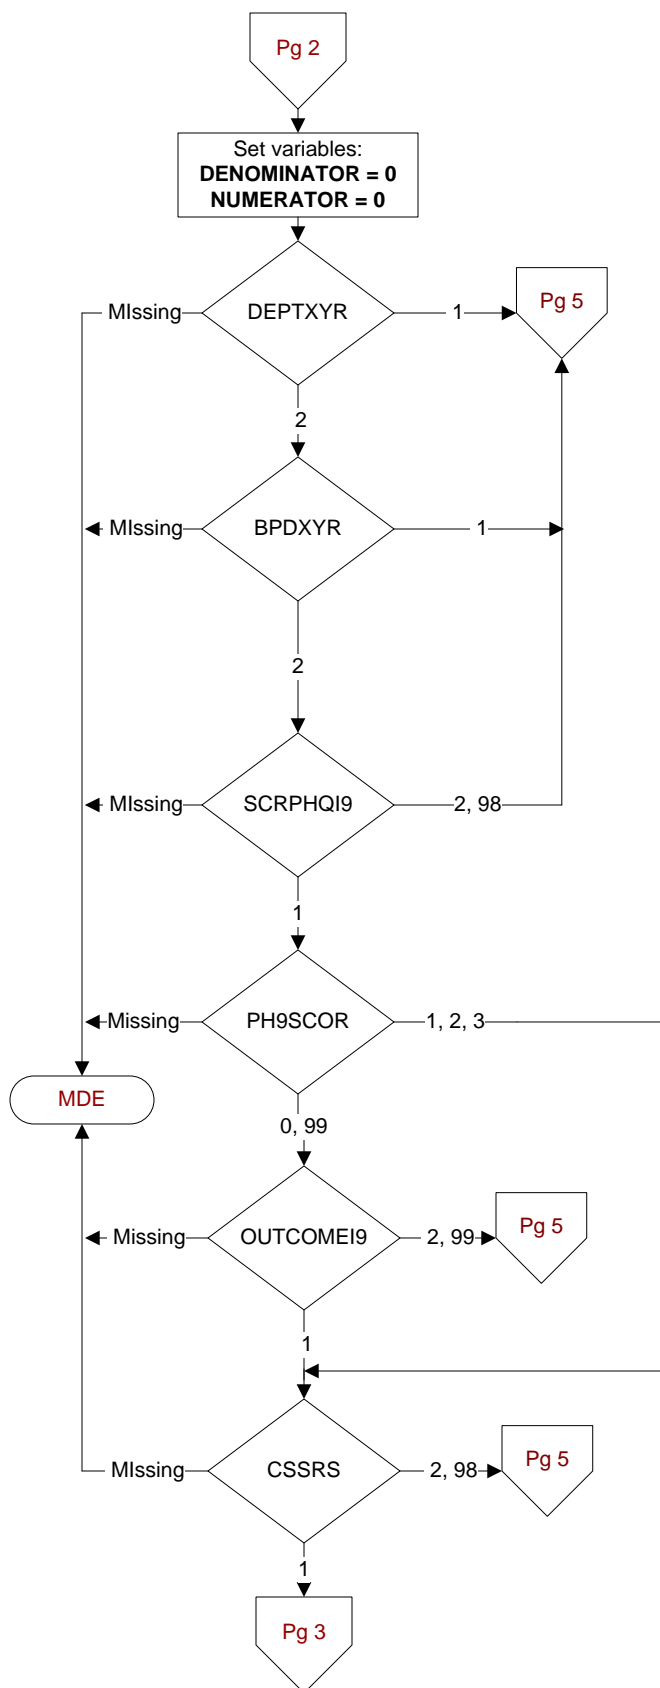 Pg 2
Set variables:
DENOMINATOR = 0
NUMERATOR = 0
MIssing
DEPTXYR
1
Pg 5
2
MIssing
BPDXYR
1
2
MIssing
SCRPHQI9
2, 98
1
Missing
PH9SCOR
1, 2, 3
MDE
0, 99
Missing
OUTCOMEI9
2, 99
Pg 5
1
MIssing
CSSRS
2, 98
Pg 5
1
Pg 3